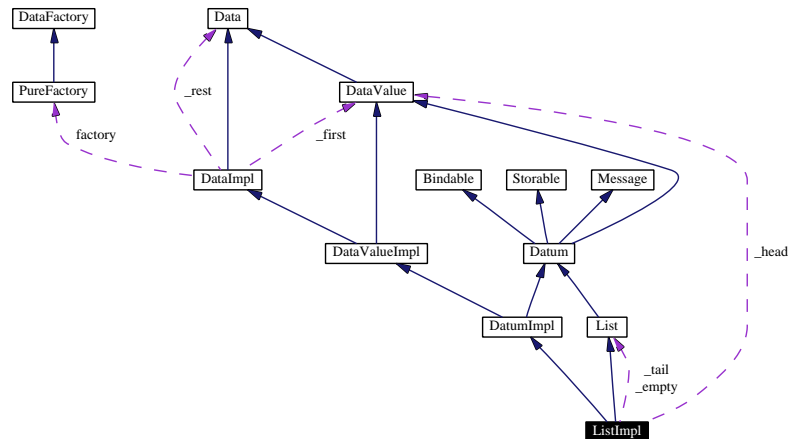 DataFactory
Data
PureFactory
_rest
DataValue
factory
_first
DataImpl
Bindable
Storable
Message
DataValueImpl
Datum
_head
DatumImpl
List
_tail
_empty
ListImpl